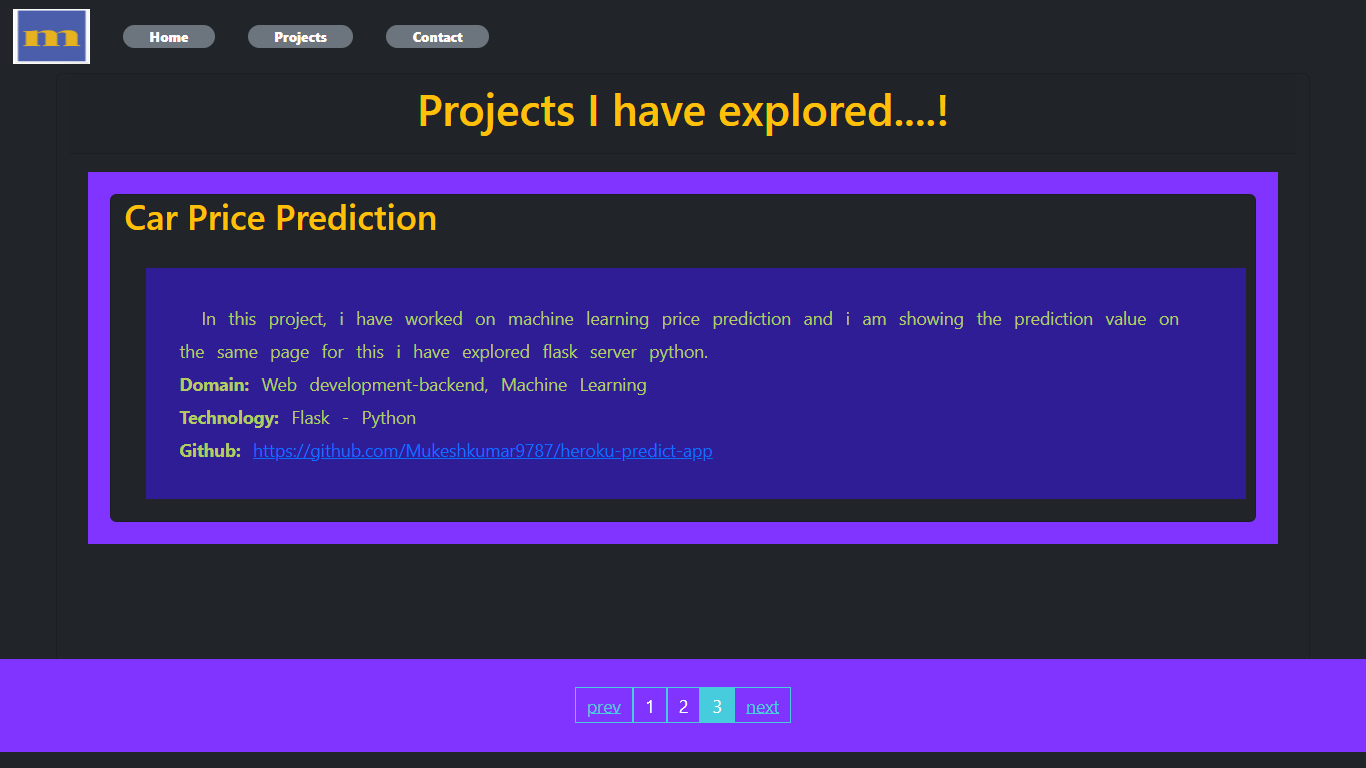 m
Home Projects Contact
Projects I have explored....!
Car Price Prediction
In this project, i have worked on machine learning price prediction and i am showing the prediction value on
the same page for this i have explored flask server python.
Domain: Web development-backend, Machine Learning
Technology: Flask - Python
Github: https://github.com/Mukeshkumar9787/heroku-predict-app
prev 1 2 3 next